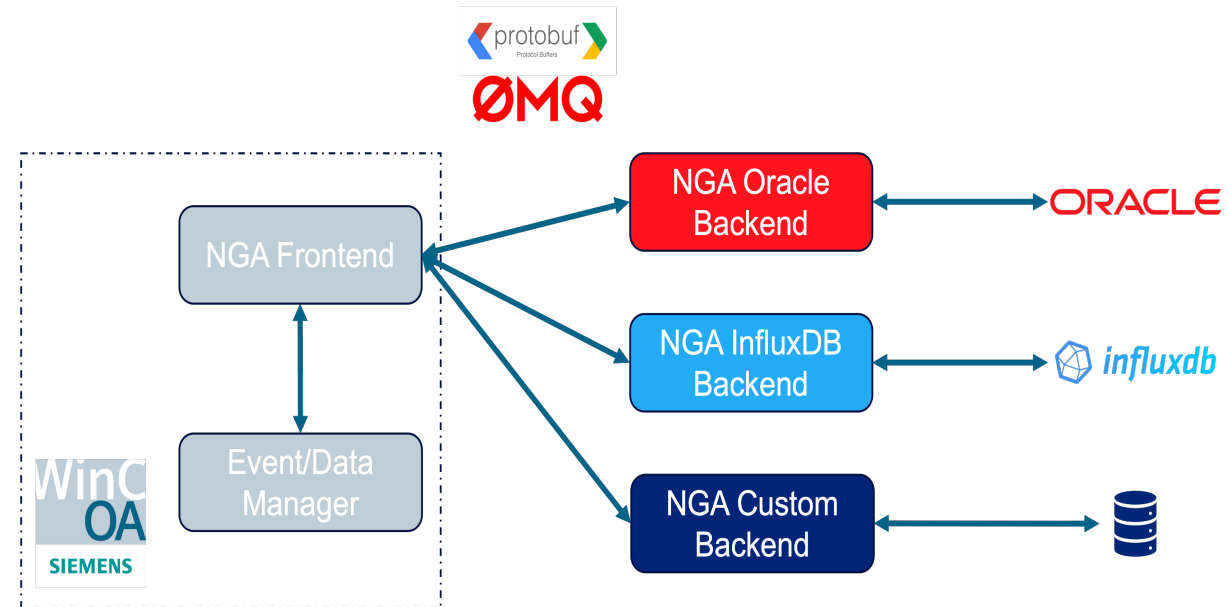 protobuf
Protocol Buffers
ØMQ
NGA Oracle
Backend
ORACLE
NGA Frontend
NGA InfluxDB
Backend
influxdb
Event/Data
Manager
WinC
OA
SIEMENS
NGA Custom
Backend